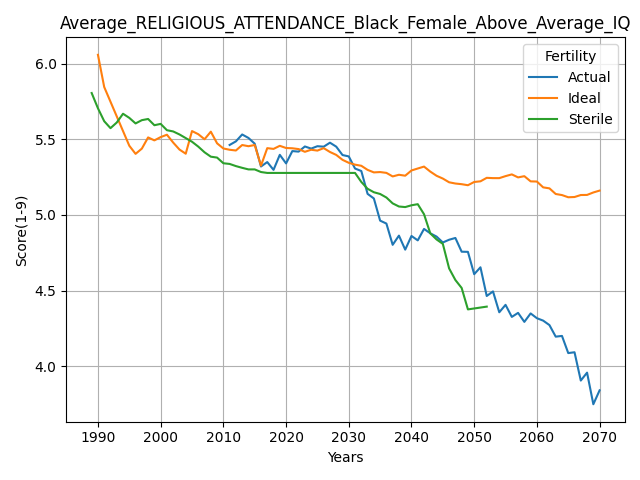 Average_RELIGIOUS_ATTENDANCE_Black_Female_Above_Average_IQ
Fertility
Actual
Ideal
Sterile
Score(1-9)
6.0
5.5
5.0
4.5
4.0
1990 2000 2010 2020 2030 2040 2050 2060 2070
Years